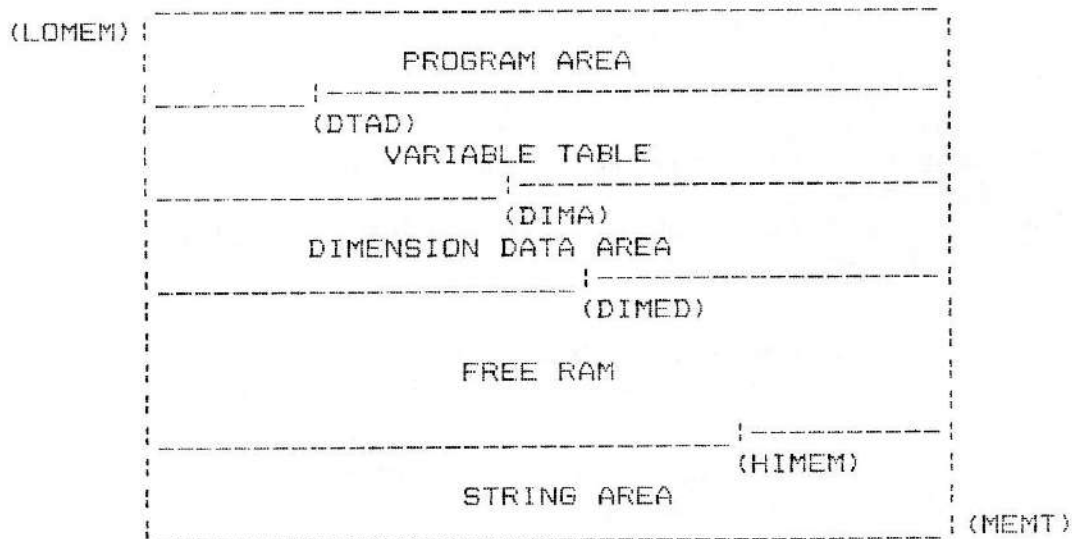 (LOMEM)
PROGRAM AREA
(DTAD)
VARIABLE TABLE
(DIMA)
DIMENSION DATA AREA
(DIMED)
FREE RAM
(HIMEM)
STRING AREA
(MEMT)